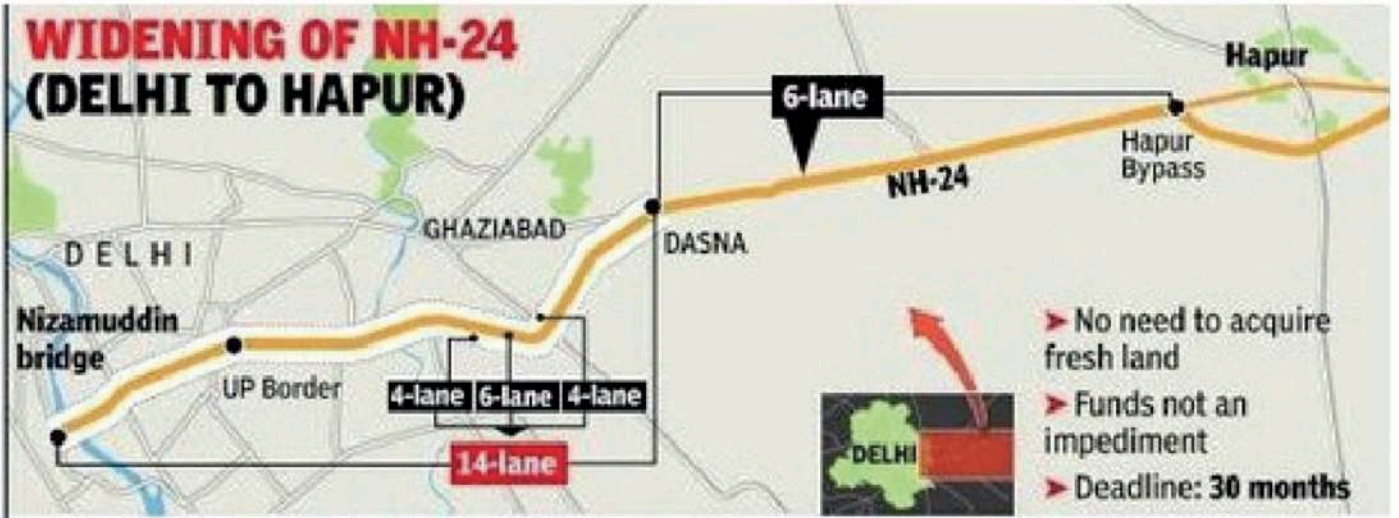 WIDENING OF NH-24
(DELHI TO HAPUR)
Hapur
6-lane
Hapur
Bypass
NH-24
GHAZIABAD
DASNA
DELHI
Nizamuddin
bridge
UP Border
4-lane 6-lane 4-lane
14-lane
DELHI
➤ No need to acquire
fresh land
➤ Funds not an
impediment
➤ Deadline: 30 months